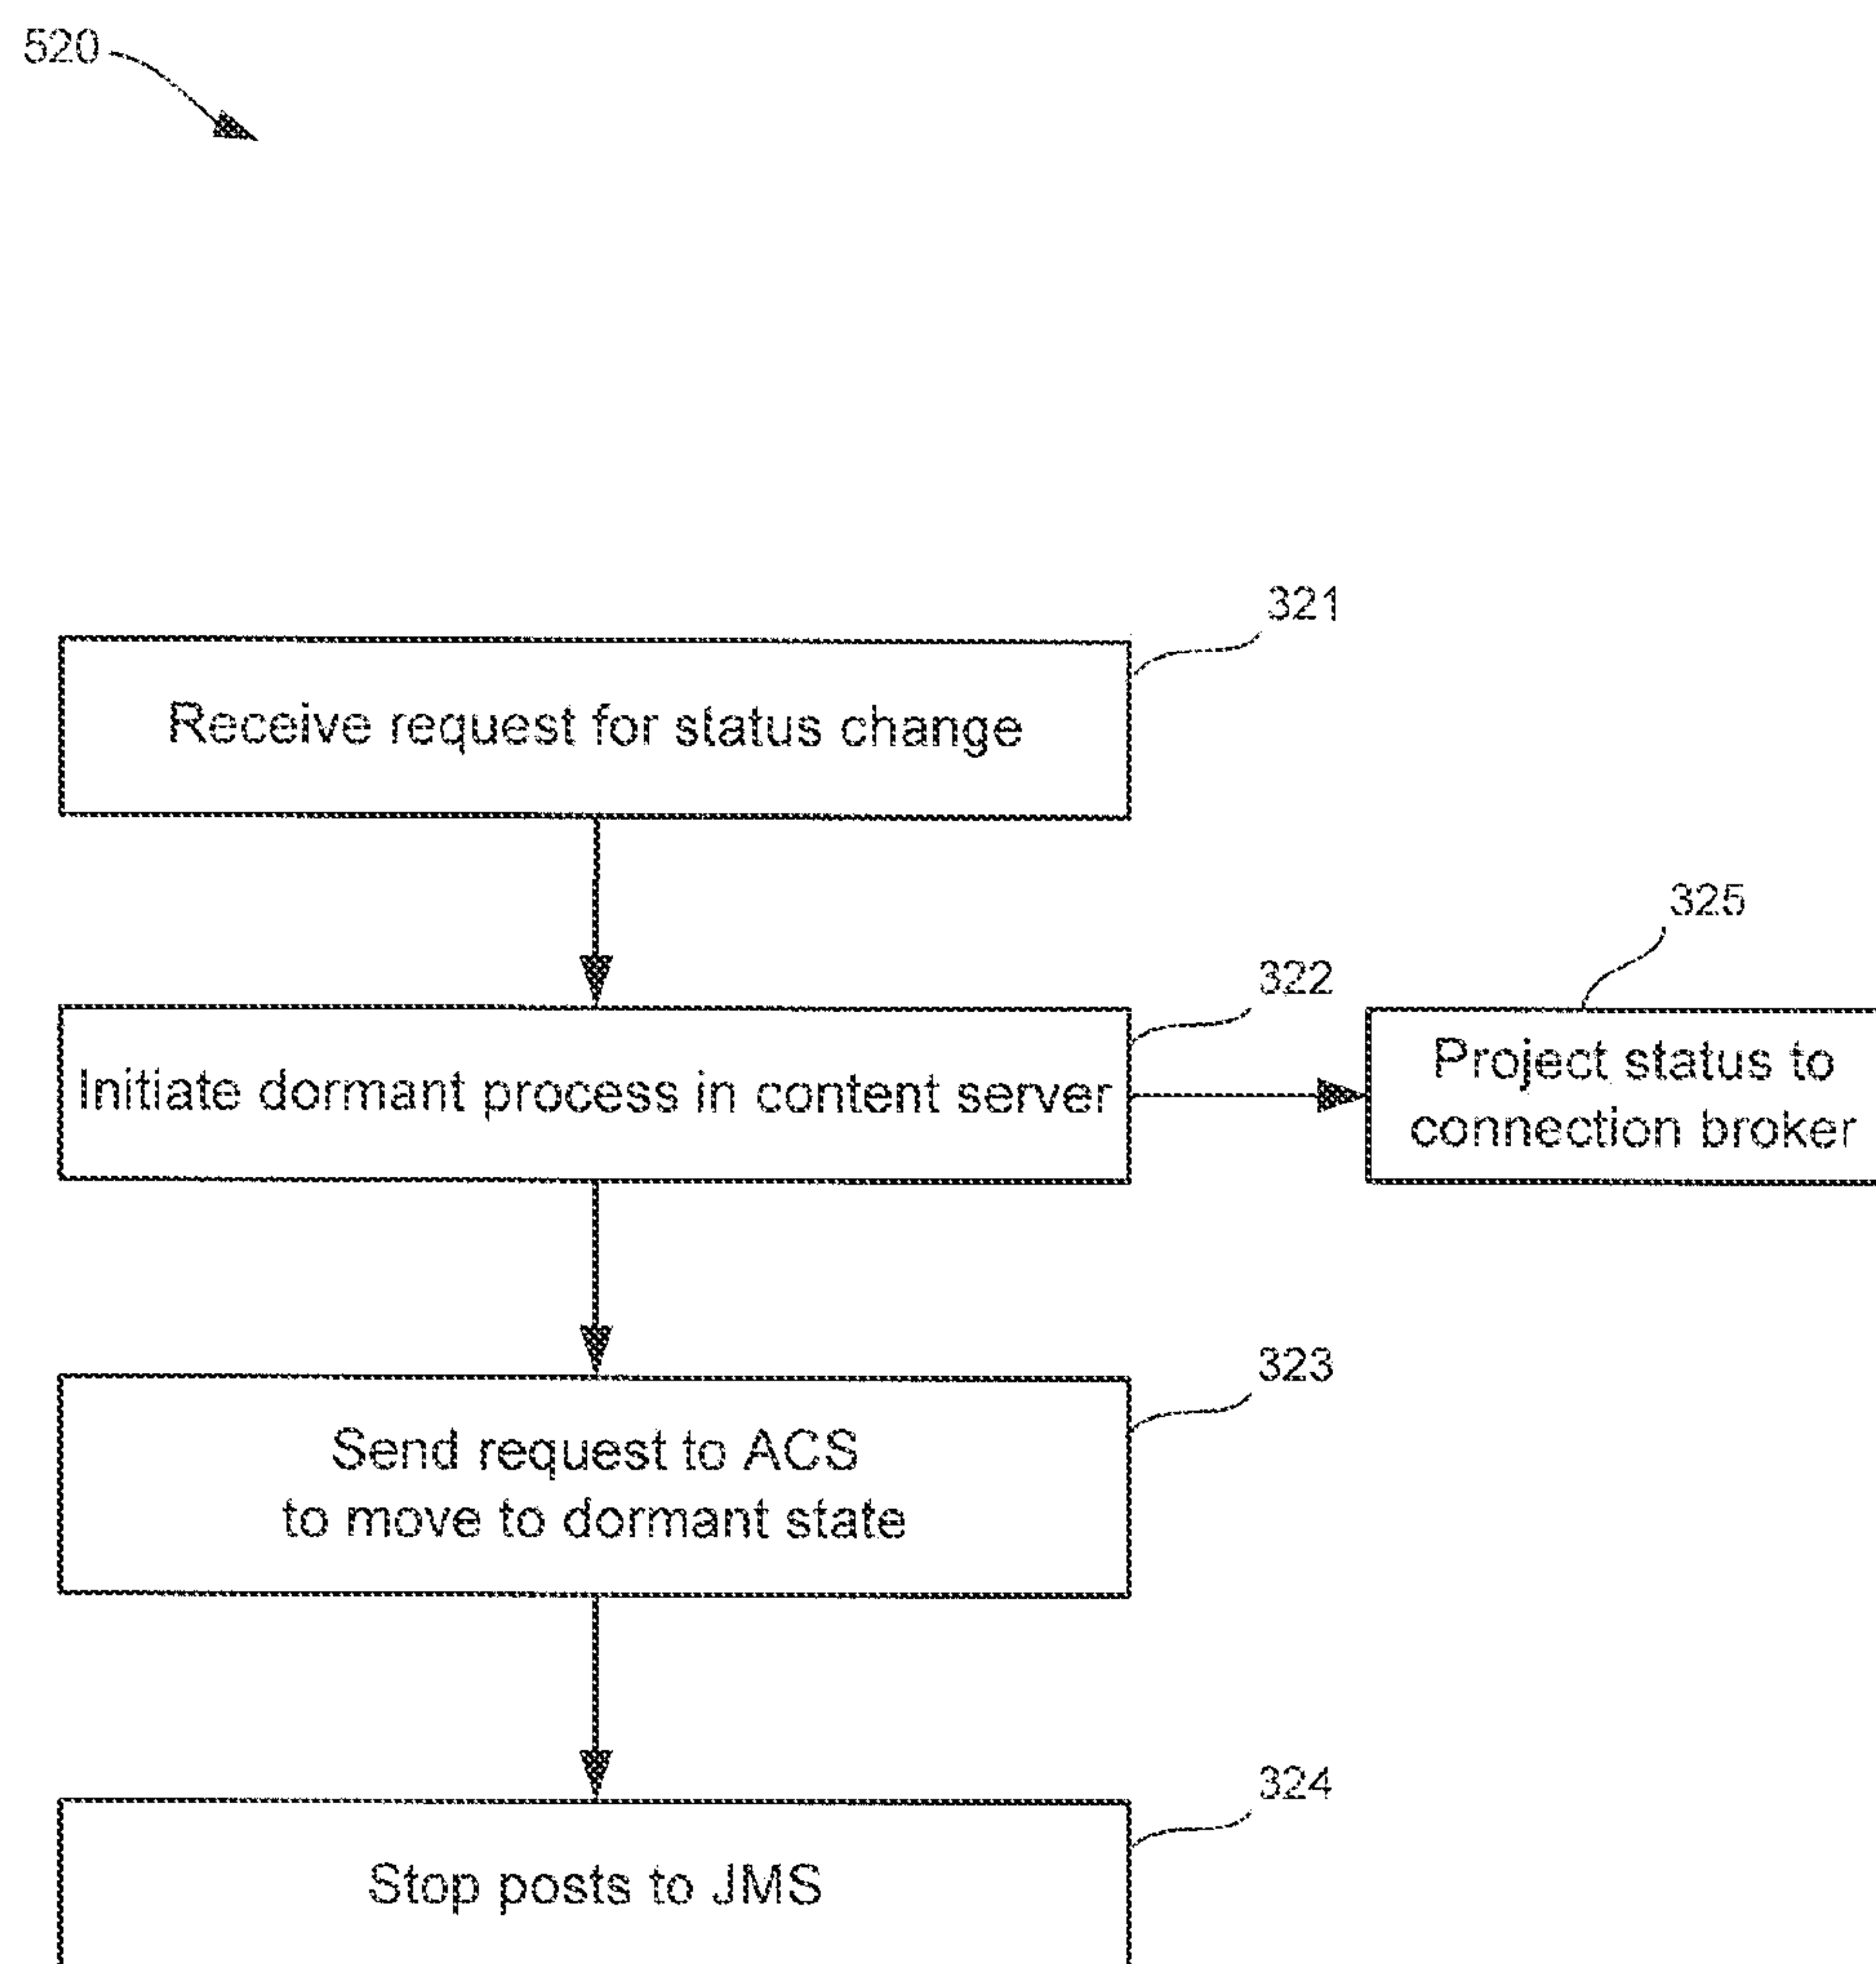 520
321
Receive request for status change
325
322
Initiate dormant process in content server
Project status to
connection broker
323
Send request to ACS
to move to dormant state
324
Stop posts to JMS